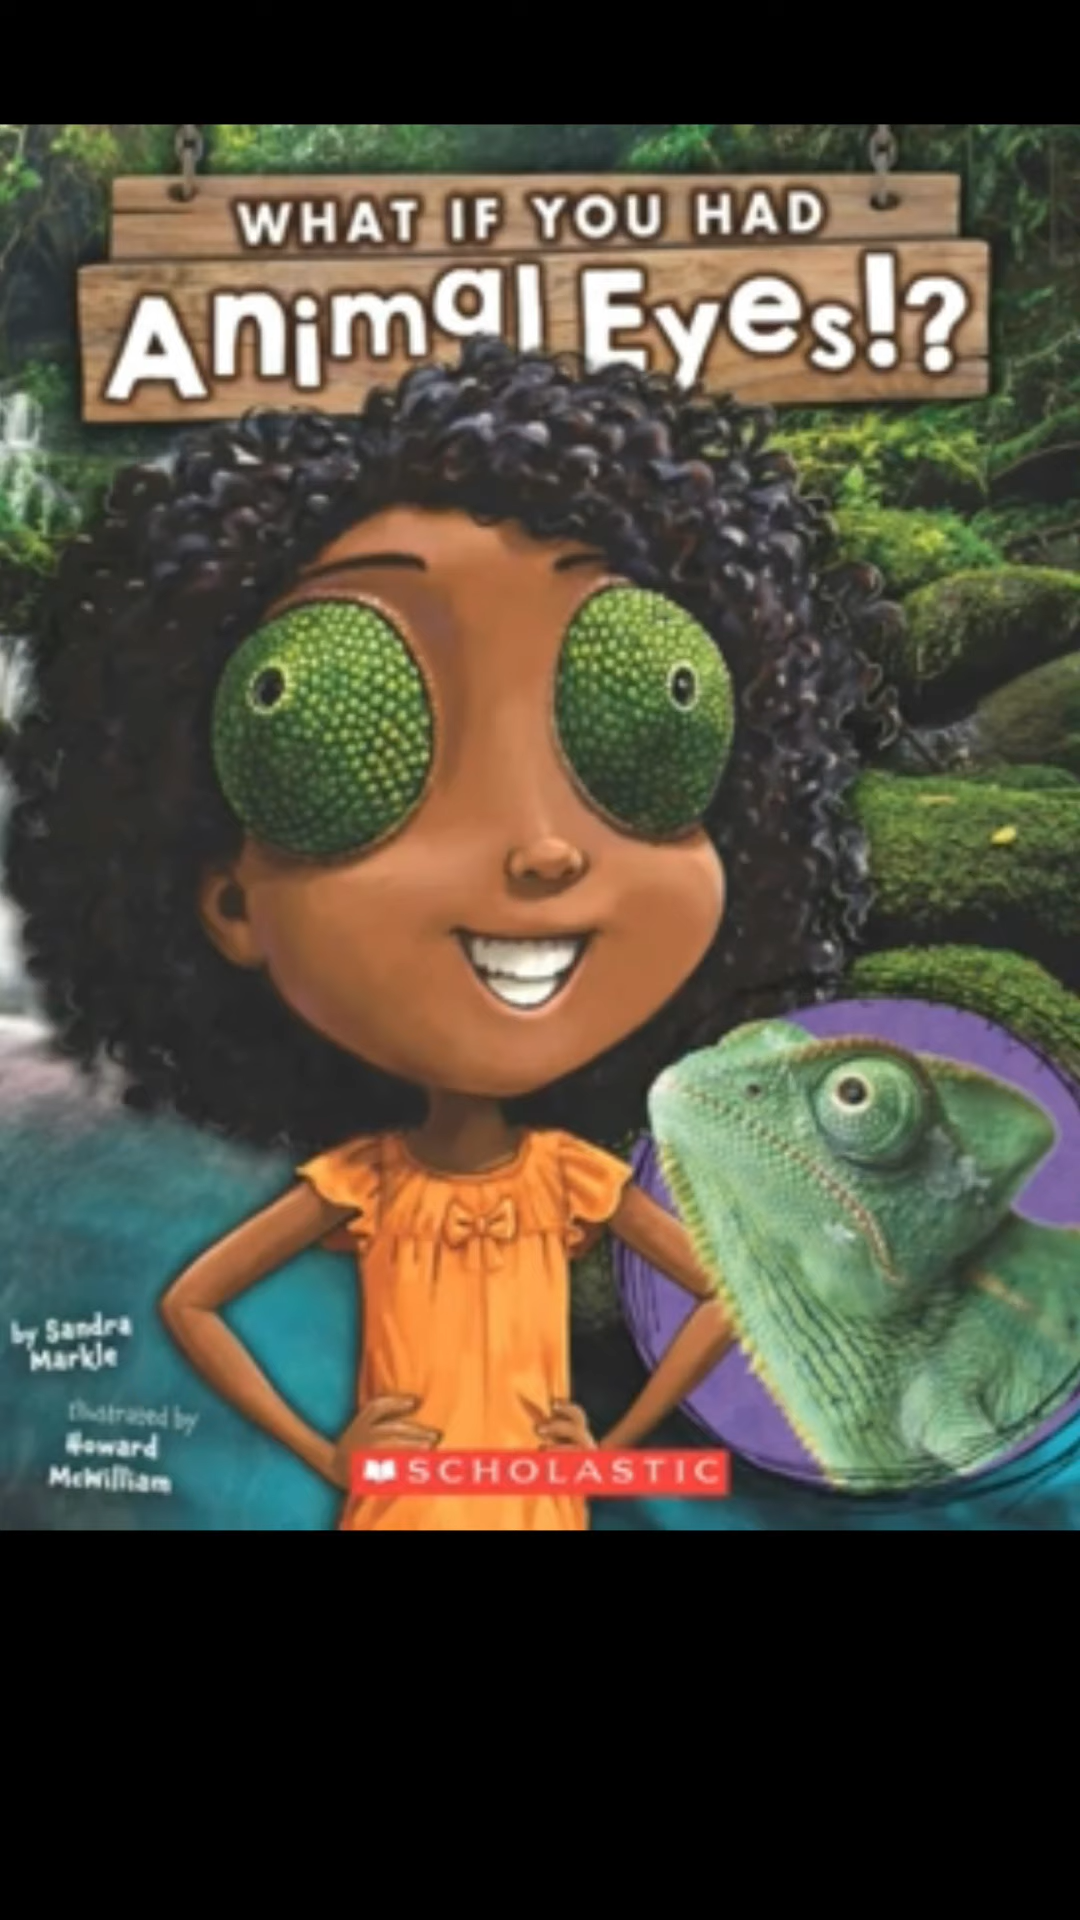 WHAT IF YOU HAD
Animal Eyes!?
by Sandra
Markle
illustrated by
Howard
McWilliam
SCHOLASTIC